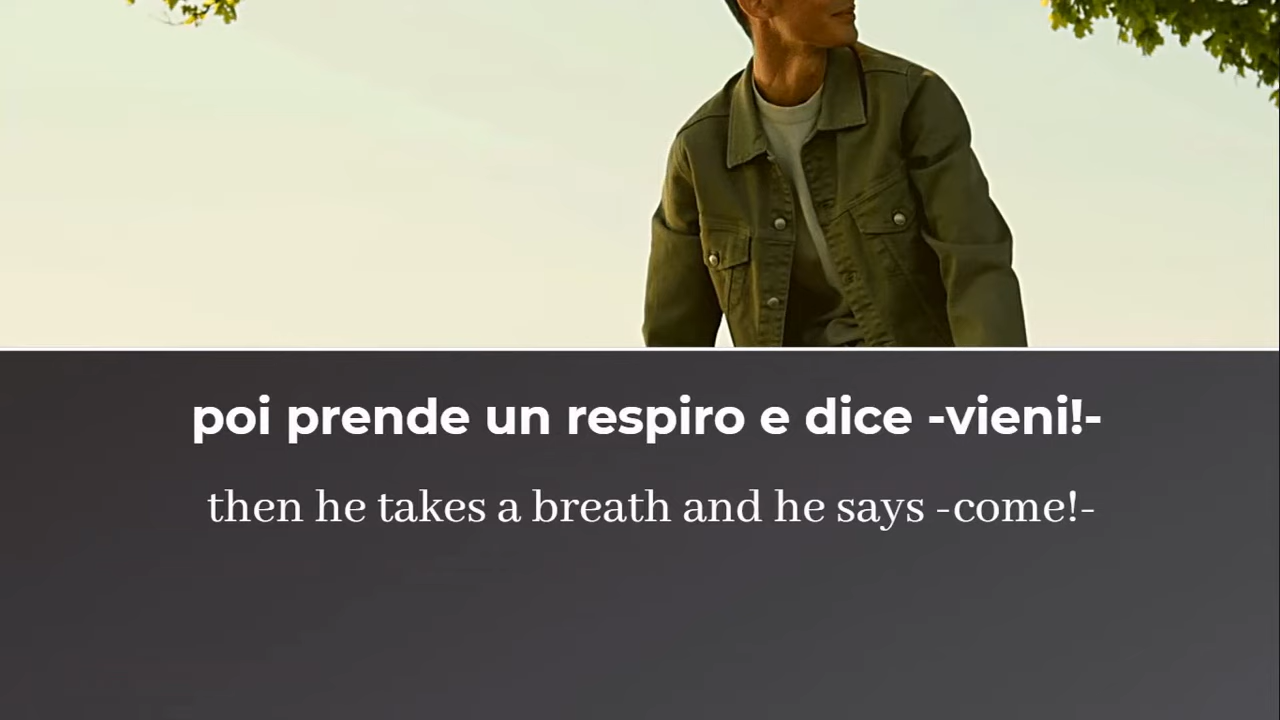 poi prende un respiro e dice -vieni!-
then he takes a breath and he says -come!-